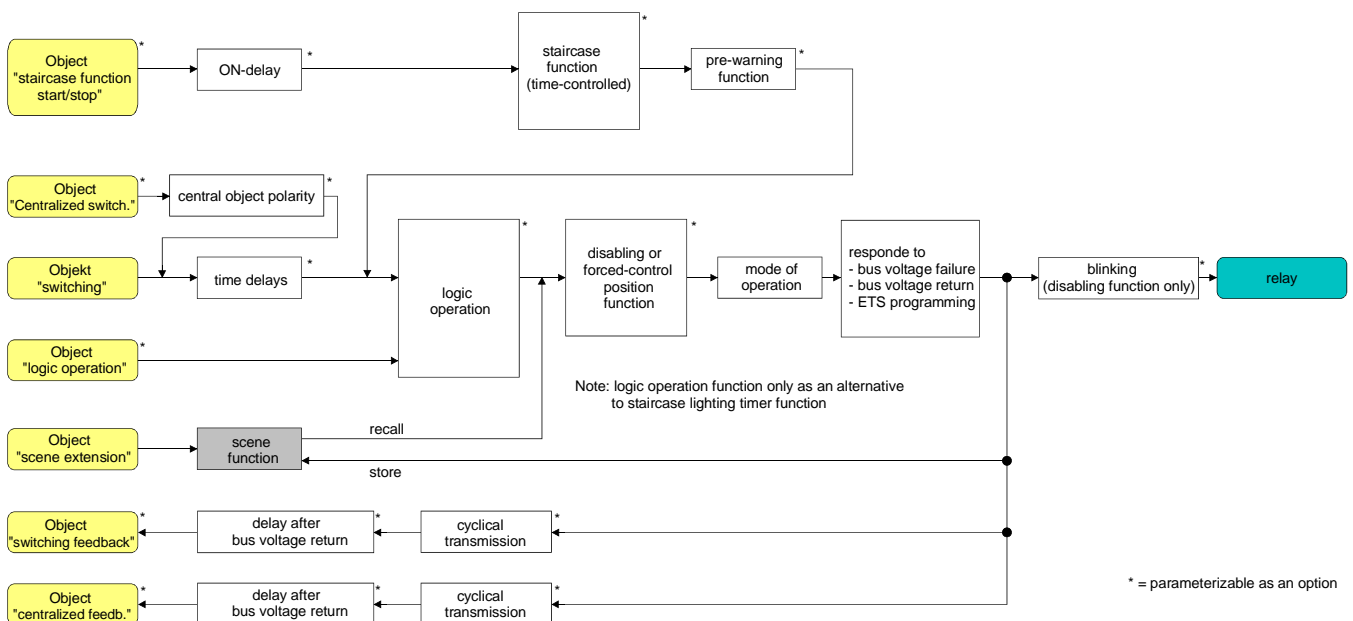 *
Object
"staircase function
start/stop"
*
ON-delay
*
staircase
function
(time-controlled)
*
pre-warning
function
*
Object
"Centralized switch."
*
central object polarity
*
Objekt
"switching"
*
time delays
*
logic
operation
*
disabling or
forced-control
position
function
mode of
operation
responde to
- bus voltage failure
- bus voltage return
- ETS programming
blinking
(disabling function only)
*
relay
Object
"logic operation"
*
Note: logic operation function only as an alternative
to staircase lighting timer function
Object
"scene extension"
scene
function
recall
store
Object
"switching feedback"
*
delay after
bus voltage return
*
cyclical
transmission
*
Object
"centralized feedb."
*
delay after
bus voltage return
*
cyclical
transmission
*
* = parameterizable as an option